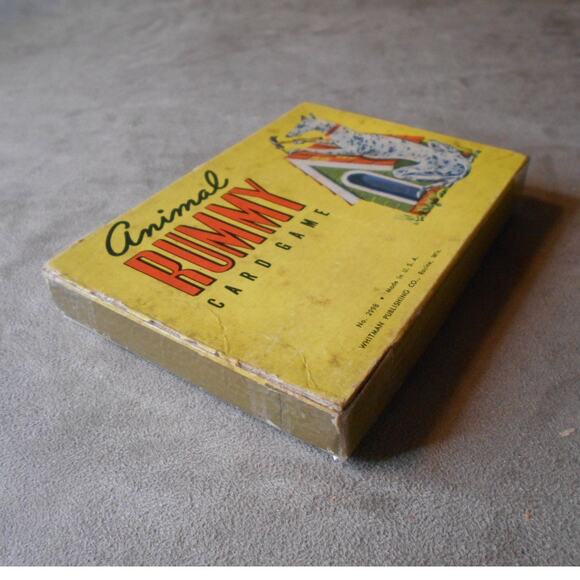 Animal
RUMMY
CARD GAME
No. 2998 • Made in U.S.A.
WHITMAN PUBLISHING CO., Racine, Wis.